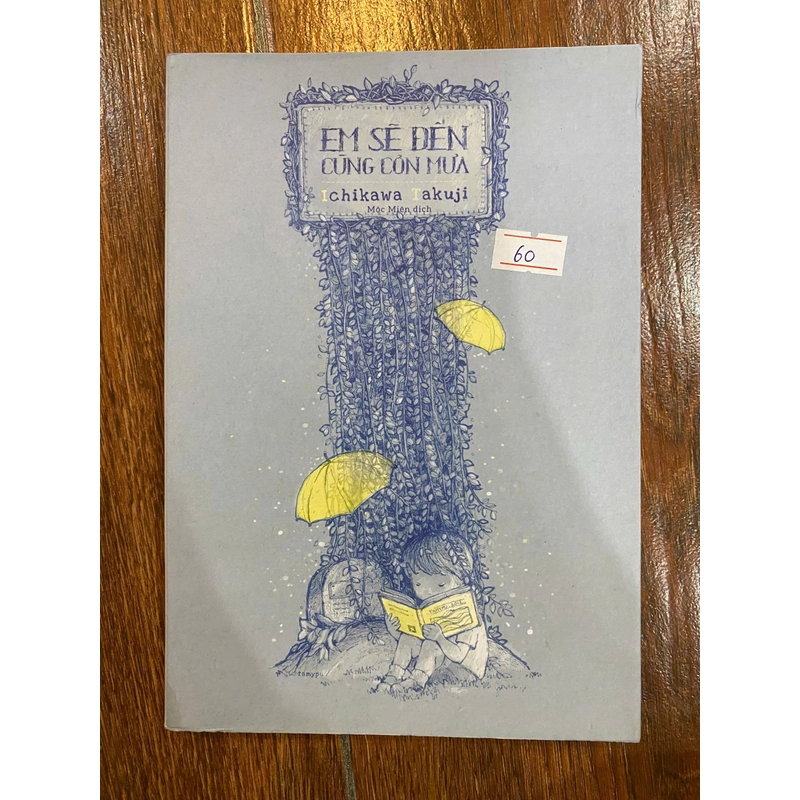 EM SẼ ĐẾN
CÙNG CƠN MƯA
Ichikawa Takuji
Mộc Miên dịch
60